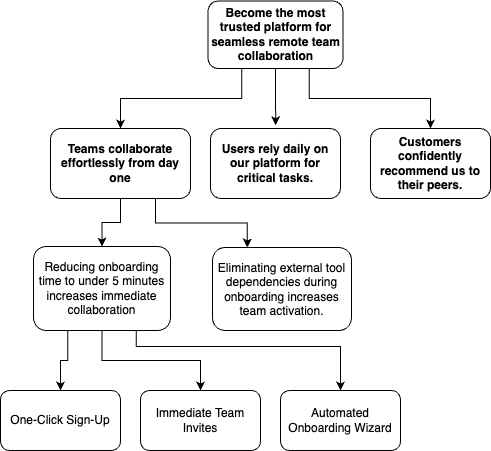 Become the most
trusted platform for
seamless remote team
collaboration
Teams collaborate
effortlessly from day
one
Users rely daily on
our platform for
critical tasks.
Customers
confidently
recommend us to
their peers.
Reducing onboarding
time to under 5 minutes
increases immediate
collaboration
Eliminating external tool
dependencies during
onboarding increases
team activation.
One-Click Sign-Up
Immediate Team
Invites
Automated
Onboarding Wizard